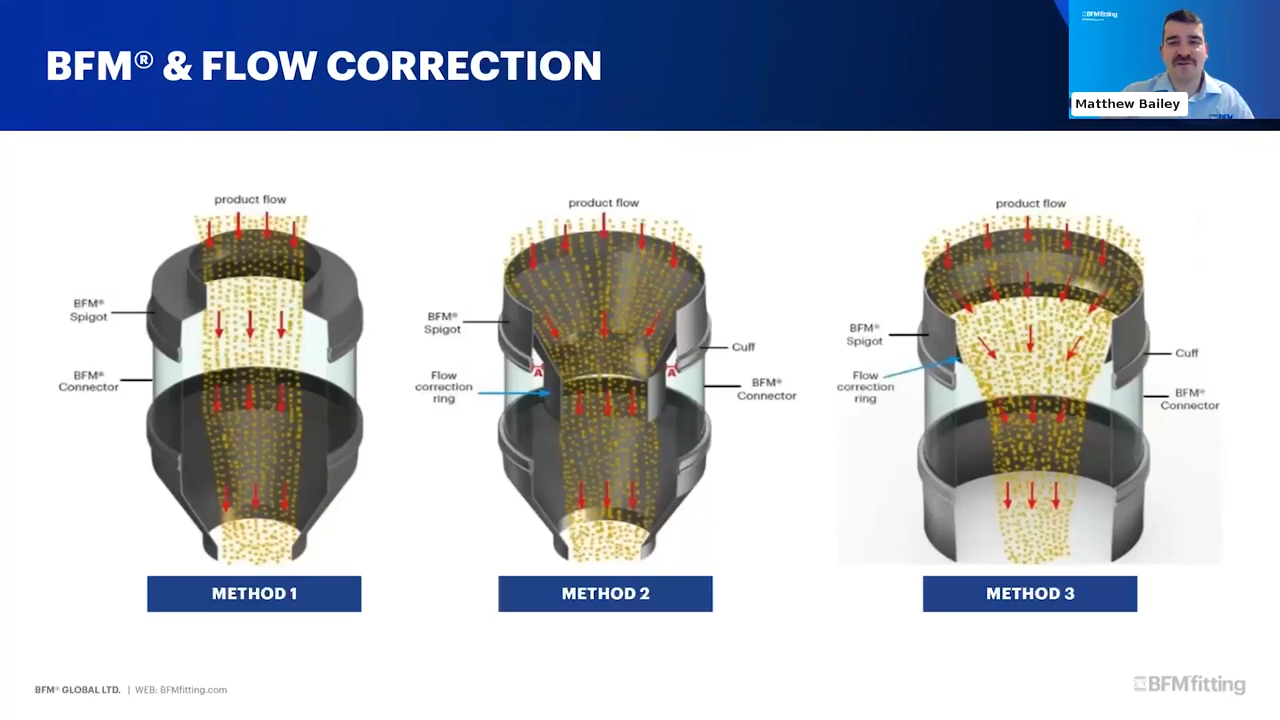 BFM® & FLOW CORRECTION
BFMfitting
Matthew Bailey
product flow
BFM®
Spigot
BFM®
Connector
METHOD 1
product flow
BFM®
Spigot
Cuff
A
A
Flow
correction
ring
BFM®
Connector
METHOD 2
product flow
BFM®
Spigot
Cuff
Flow
correction
ring
BFM®
Connector
METHOD 3
BFM® GLOBAL LTD. | WEB: BFMfitting.com
BFMfitting